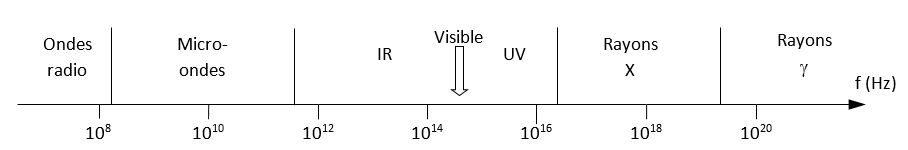 Ondes
radio
Micro-
ondes
IR
Visible
UV
Rayons
X
Rayons
γ
f (Hz)
10⁸
10¹⁰
10¹²
10¹⁴
10¹⁶
10¹⁸
10²⁰